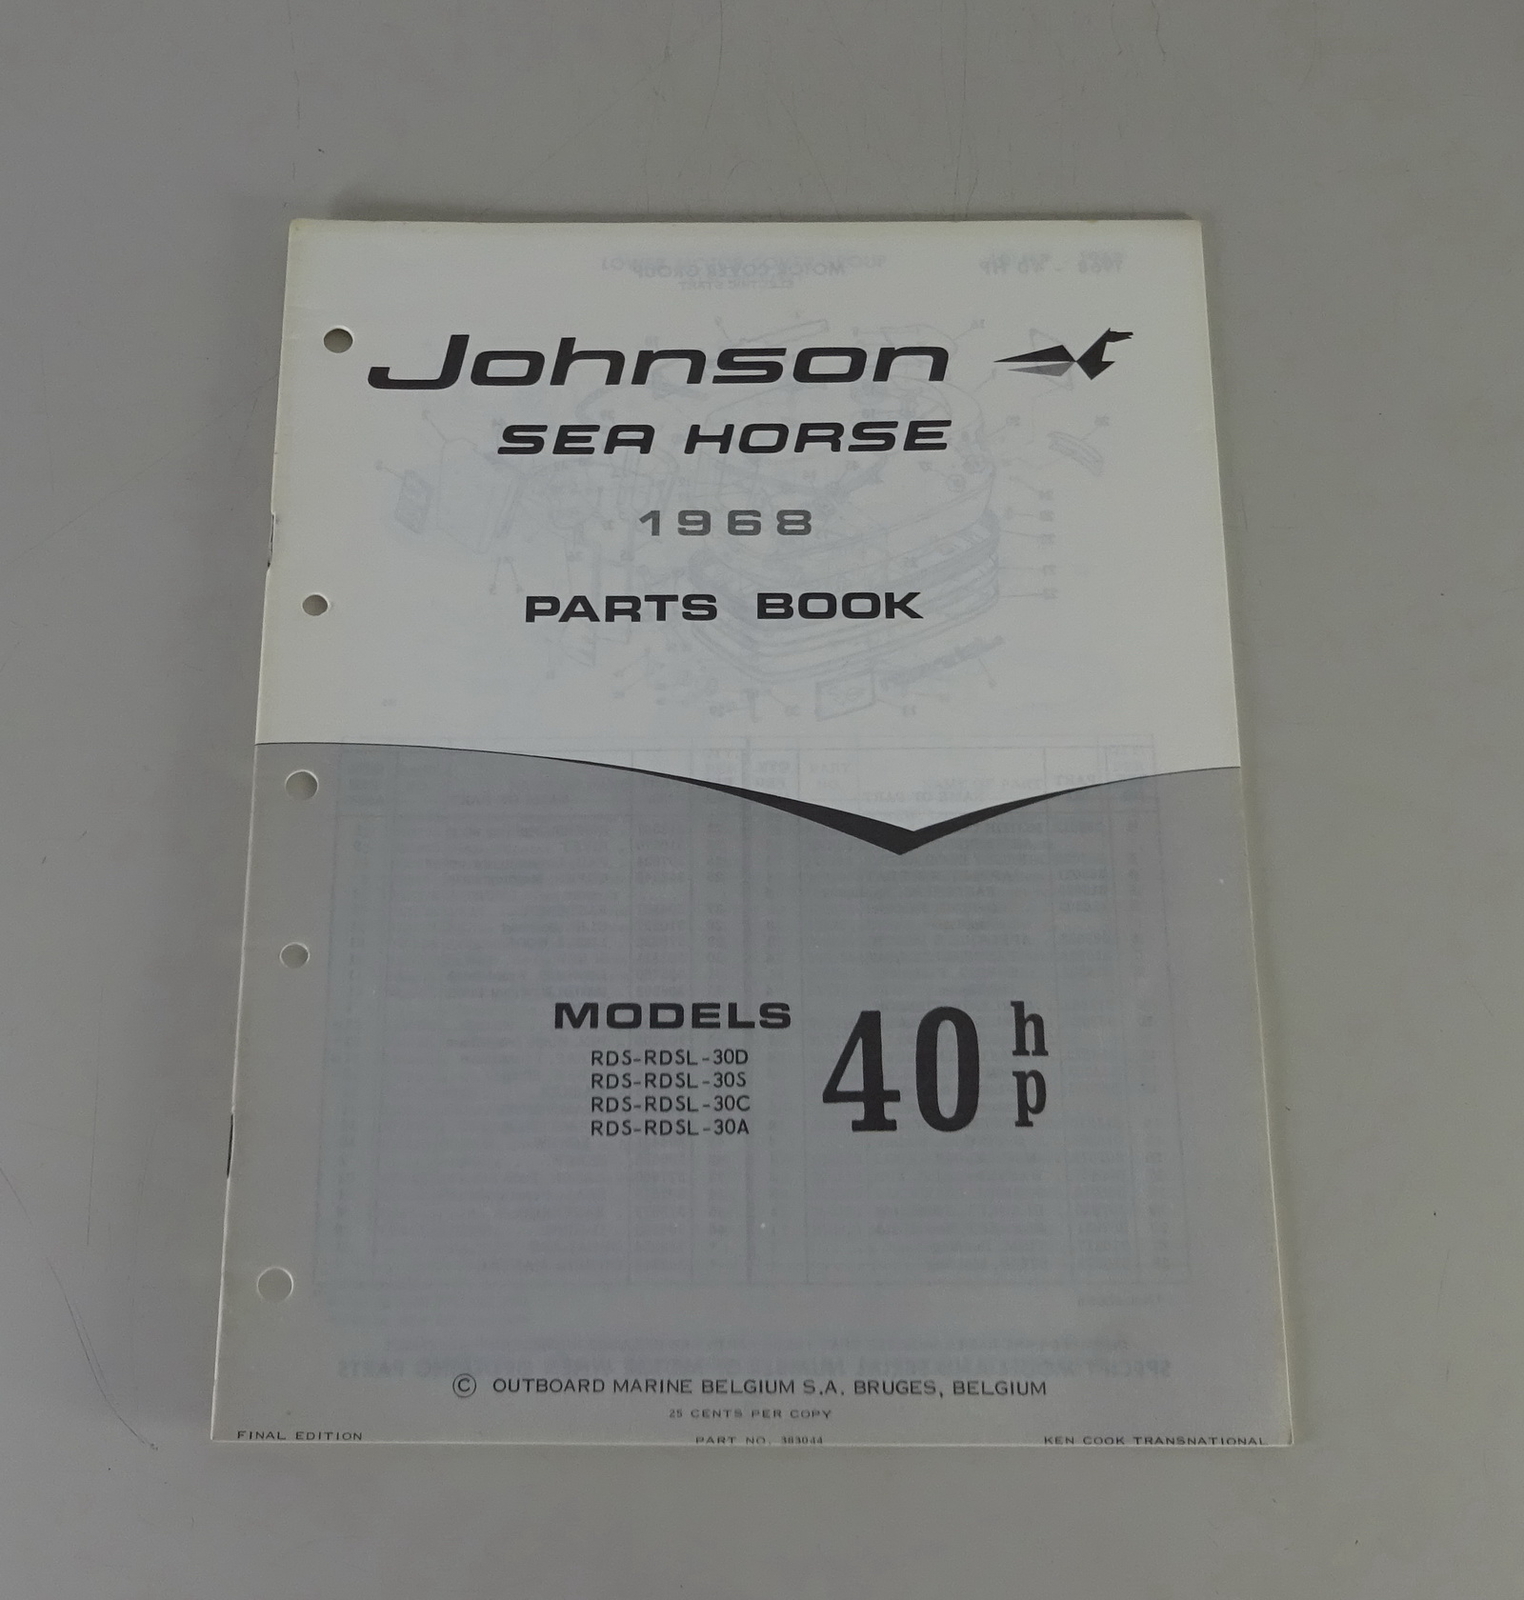 Johnson
SEA HORSE
1968
PARTS BOOK
MODELS
RDS-RDSL-30D
RDS-RDSL-30S
RDS-RDSL-30C
RDS-RDSL-30A
40 hp
© OUTBOARD MARINE BELGIUM S.A. BRUGES, BELGIUM
25 CENTS PER COPY
FINAL EDITION
PART NO. 383044
KEN COOK TRANSNATIONAL